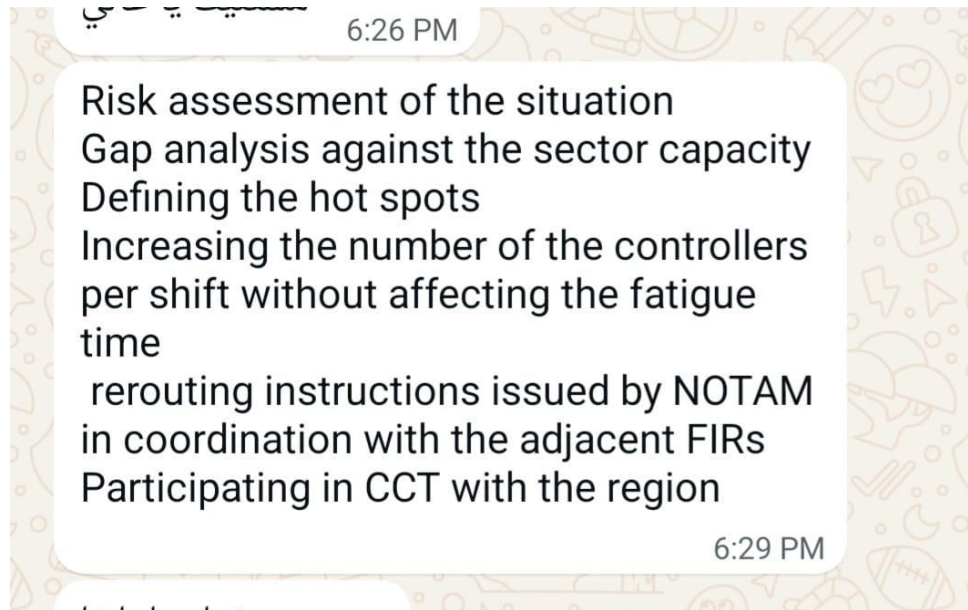 6:26 PM
Risk assessment of the situation
Gap analysis against the sector capacity
Defining the hot spots
Increasing the number of the controllers
per shift without affecting the fatigue
time
rerouting instructions issued by NOTAM
in coordination with the adjacent FIRs
Participating in CCT with the region
6:29 PM